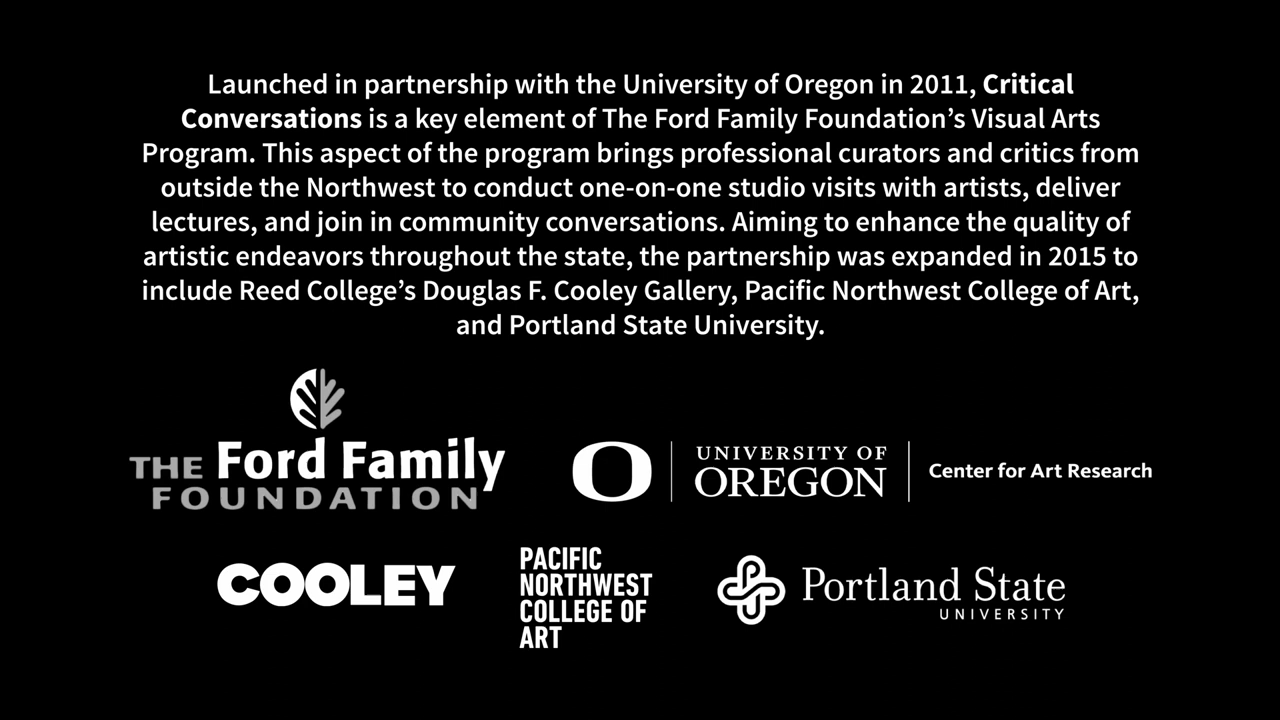 Launched in partnership with the University of Oregon in 2011, Critical
Conversations is a key element of The Ford Family Foundation’s Visual Arts
Program. This aspect of the program brings professional curators and critics from
outside the Northwest to conduct one-on-one studio visits with artists, deliver
lectures, and join in community conversations. Aiming to enhance the quality of
artistic endeavors throughout the state, the partnership was expanded in 2015 to
include Reed College’s Douglas F. Cooley Gallery, Pacific Northwest College of Art,
and Portland State University.
THE Ford Family
FOUNDATION
O
UNIVERSITY OF
OREGON
Center for Art Research
COOLEY
PACIFIC
NORTHWEST
COLLEGE OF
ART
Portland State
UNIVERSITY